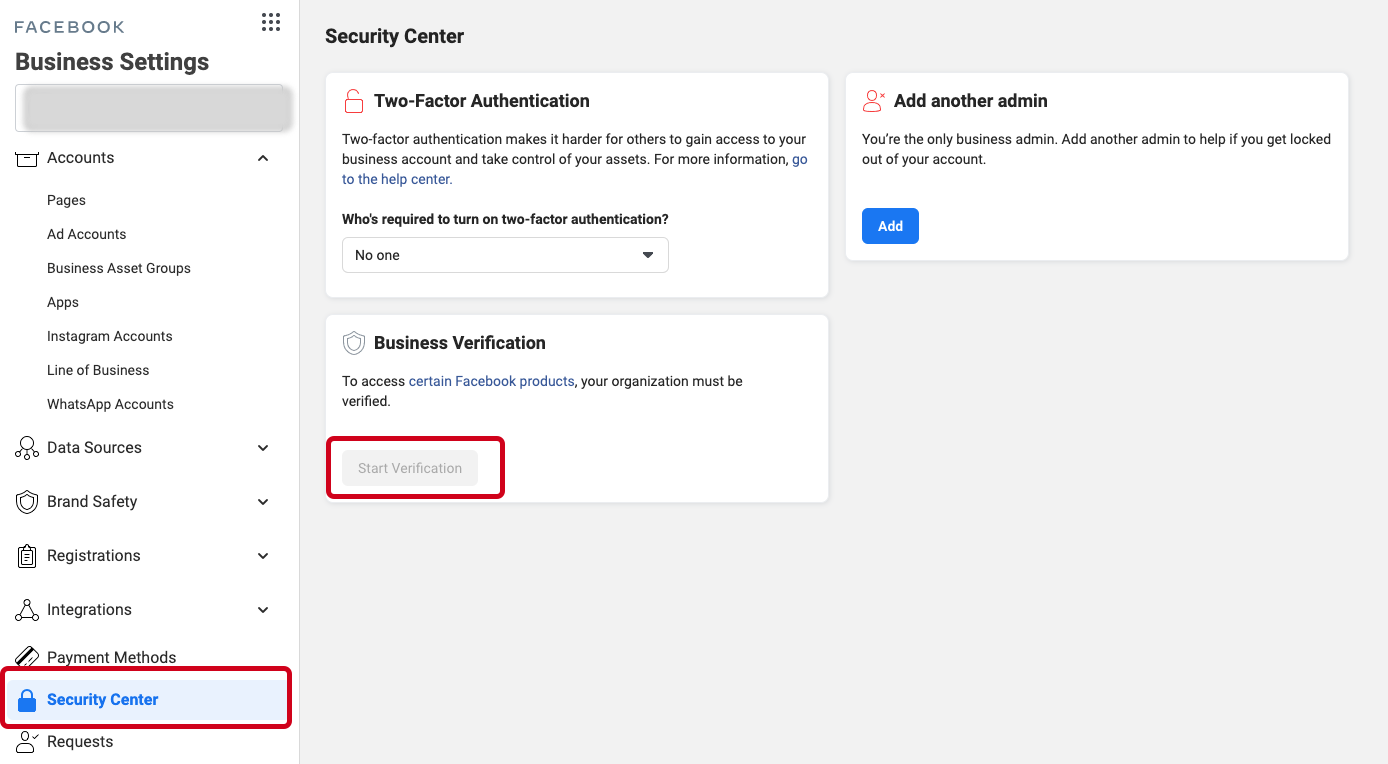 FACEBOOK
Business Settings
Accounts
Pages
Ad Accounts
Business Asset Groups
Apps
Instagram Accounts
Line of Business
WhatsApp Accounts
Data Sources
Brand Safety
Registrations
Integrations
Payment Methods
Security Center
Requests
Security Center
Two-Factor Authentication
Two-factor authentication makes it harder for others to gain access to your
business account and take control of your assets. For more information, go
to the help center.
Who's required to turn on two-factor authentication?
No one
Add another admin
You’re the only business admin. Add another admin to help if you get locked
out of your account.
Add
Business Verification
To access certain Facebook products, your organization must be
verified.
Start Verification